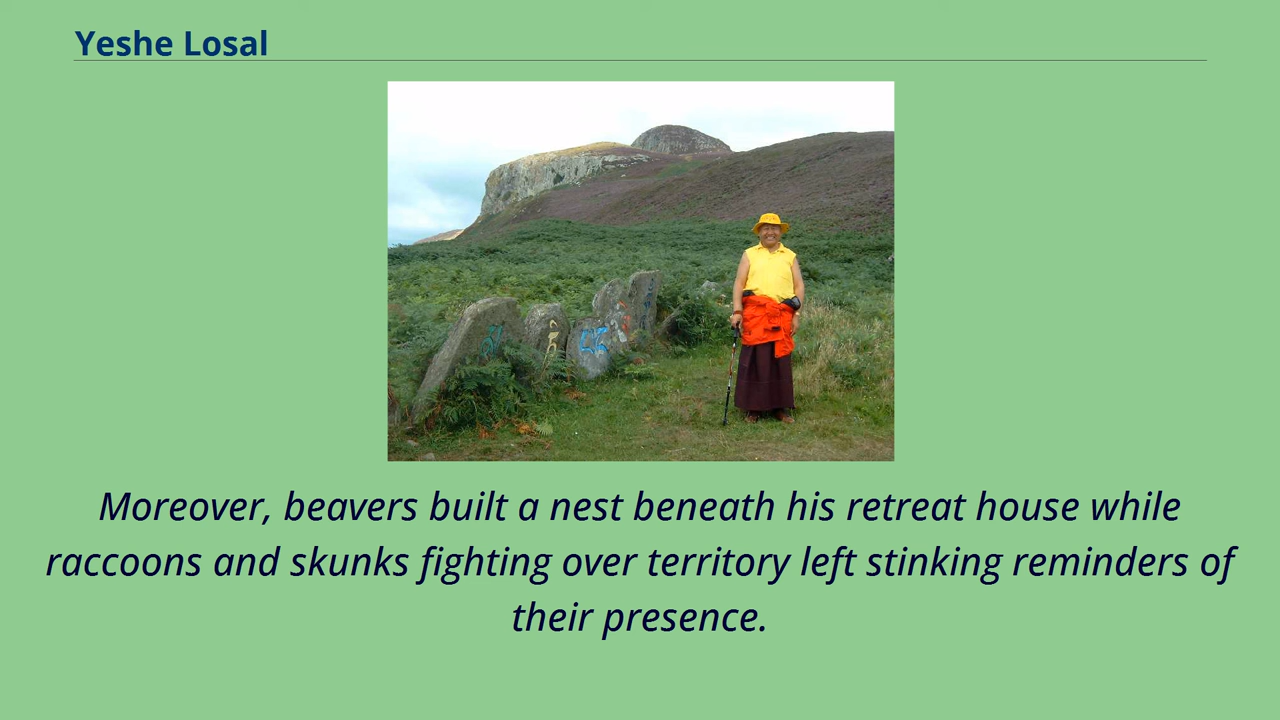 Yeshe Losal
Moreover, beavers built a nest beneath his retreat house while
raccoons and skunks fighting over territory left stinking reminders of
their presence.